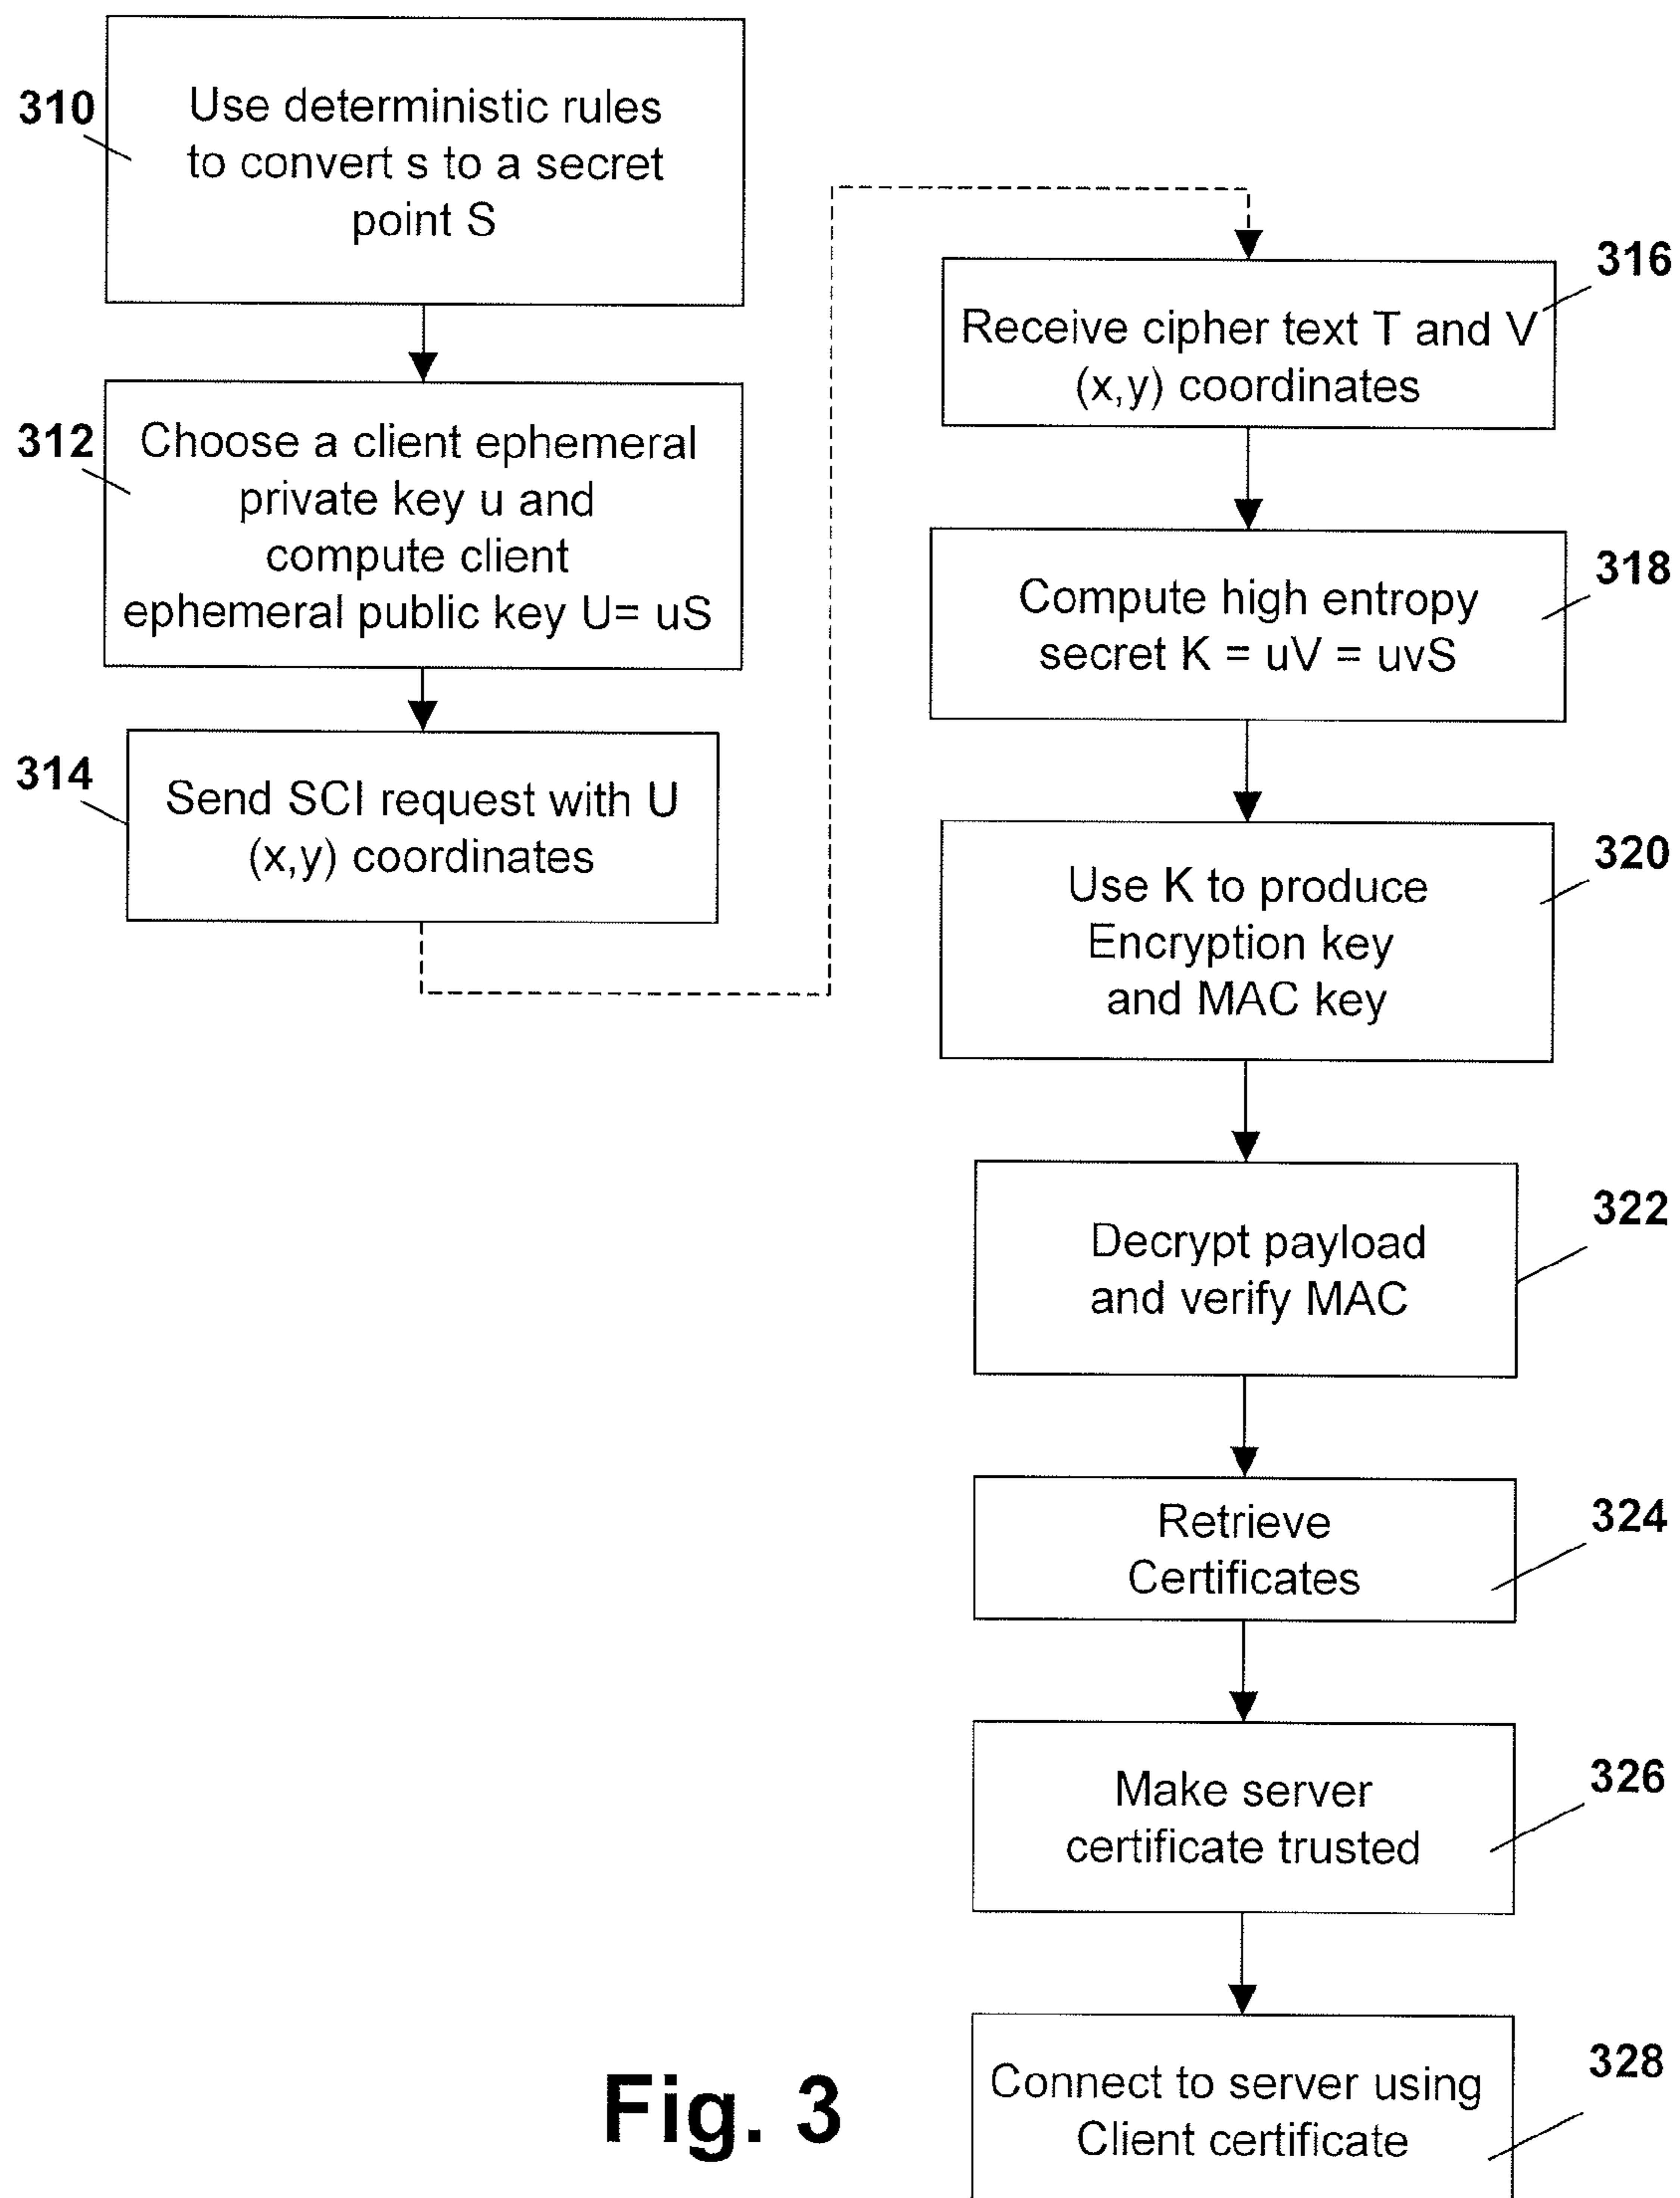 310
Use deterministic rules
to convert s to a secret
point S
312
Choose a client ephemeral
private key u and
compute client
ephemeral public key U= uS
314
Send SCI request with U
(x,y) coordinates
316
Receive cipher text T and V
(x,y) coordinates
318
Compute high entropy
secret K = uV = uvS
320
Use K to produce
Encryption key
and MAC key
322
Decrypt payload
and verify MAC
324
Retrieve
Certificates
326
Make server
certificate trusted
328
Connect to server using
Client certificate
Fig. 3